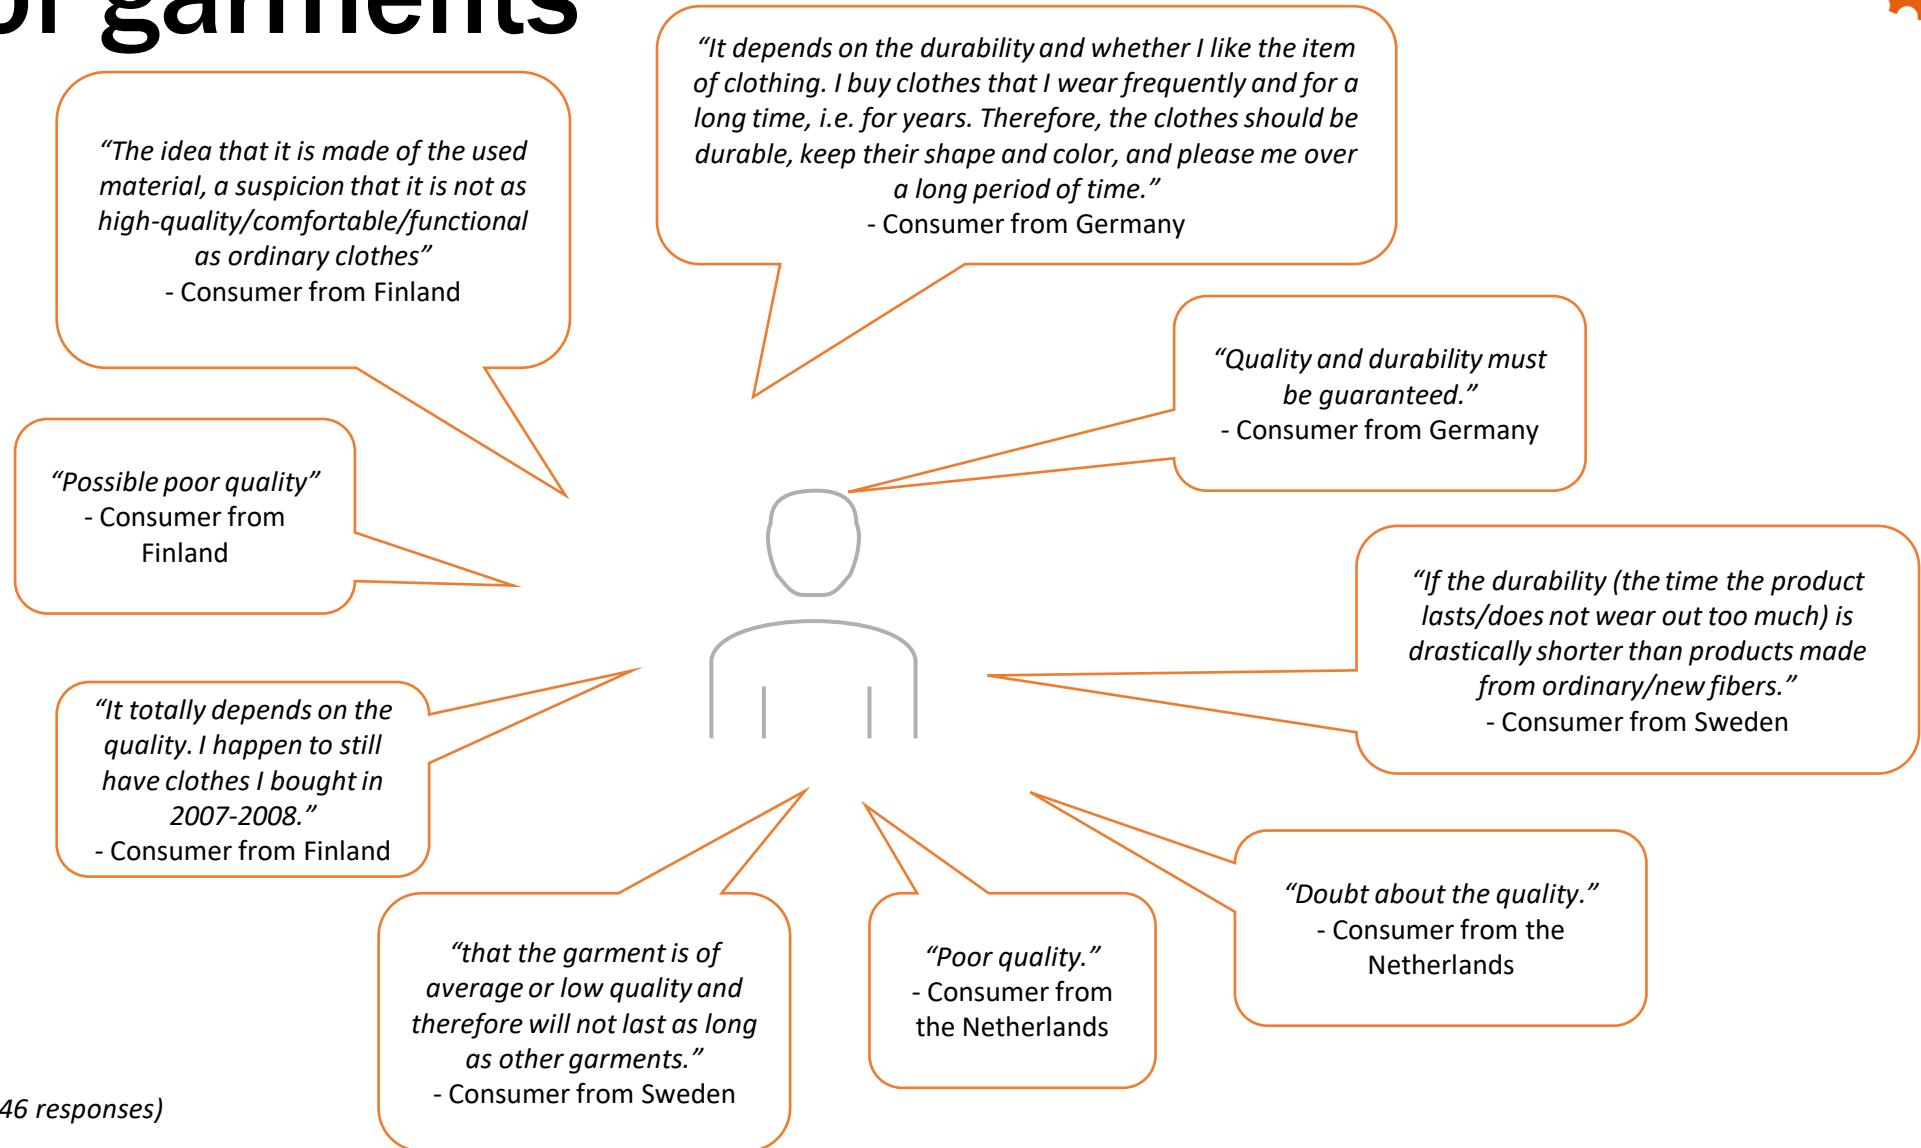 of garments
“It depends on the durability and whether I like the item
of clothing. I buy clothes that I wear frequently and for a
long time, i.e. for years. Therefore, the clothes should be
durable, keep their shape and color, and please me over
a long period of time.”
- Consumer from Germany
“The idea that it is made of the used
material, a suspicion that it is not as
high-quality/comfortable/functional
as ordinary clothes”
- Consumer from Finland
“Quality and durability must
be guaranteed.”
- Consumer from Germany
“Possible poor quality”
- Consumer from
Finland
“If the durability (the time the product
lasts/does not wear out too much) is
drastically shorter than products made
from ordinary/new fibers.”
- Consumer from Sweden
“It totally depends on the
quality. I happen to still
have clothes I bought in
2007-2008.”
- Consumer from Finland
“Doubt about the quality.”
- Consumer from the
Netherlands
“that the garment is of
average or low quality and
therefore will not last as long
as other garments.”
- Consumer from Sweden
“Poor quality.”
- Consumer from
the Netherlands
46 responses)